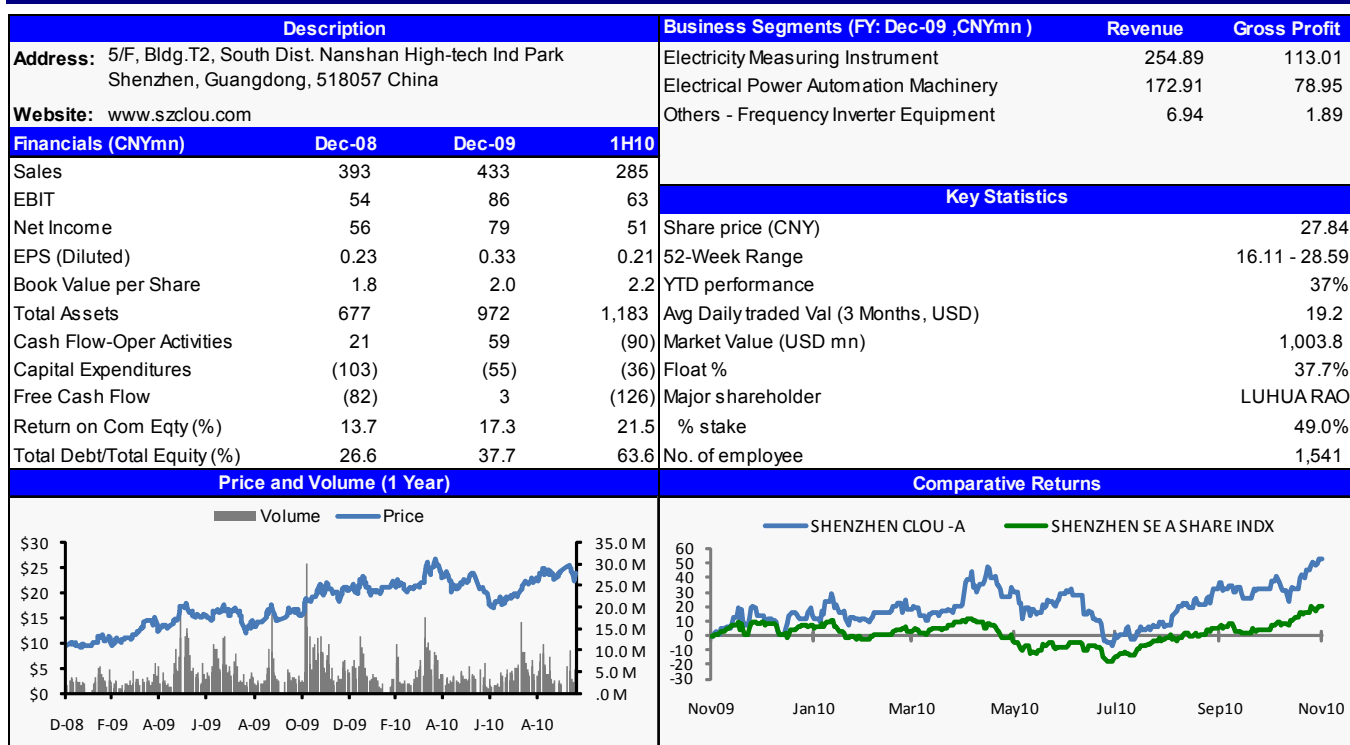 Description
Address: 5/F, Bldg.T2, South Dist. Nanshan High-tech Ind Park
Shenzhen, Guangdong, 518057 China
Website: www.szclou.com
Financials (CNYmn) Dec-08 Dec-09 1H10
Sales 393 433 285
EBIT 54 86 63
Net Income 56 79 51
EPS (Diluted) 0.23 0.33 0.21
Book Value per Share 1.8 2.0 2.2
Total Assets 677 972 1,183
Cash Flow-Oper Activities 21 59 (90)
Capital Expenditures (103) (55) (36)
Free Cash Flow (82) 3 (126)
Return on Com Eqty (%) 13.7 17.3 21.5
Total Debt/Total Equity (%) 26.6 37.7 63.6
Business Segments (FY: Dec-09 ,CNYmn ) Revenue Gross Profit
Electricity Measuring Instrument 254.89 113.01
Electrical Power Automation Machinery 172.91 78.95
Others - Frequency Inverter Equipment 6.94 1.89
Key Statistics
Share price (CNY) 27.84
52-Week Range 16.11 - 28.59
YTD performance 37%
Avg Daily traded Val (3 Months, USD) 19.2
Market Value (USD mn) 1,003.8
Float % 37.7%
Major shareholder LUHUA RAO
% stake 49.0%
No. of employee 1,541
Price and Volume (1 Year)
Volume Price
$30 35.0 M
$25 30.0 M
$20 25.0 M
$15 20.0 M
$10 15.0 M
$5 10.0 M
$0 5.0 M
.0 M
D-08 F-09 A-09 J-09 A-09 O-09 D-09 F-10 A-10 J-10 A-10
Comparative Returns
SHENZHEN CLOU -A SHENZHEN SE A SHARE INDX
60
50
40
30
20
10
0
-10
-20
-30
Nov09 Jan10 Mar10 May10 Jul10 Sep10 Nov10